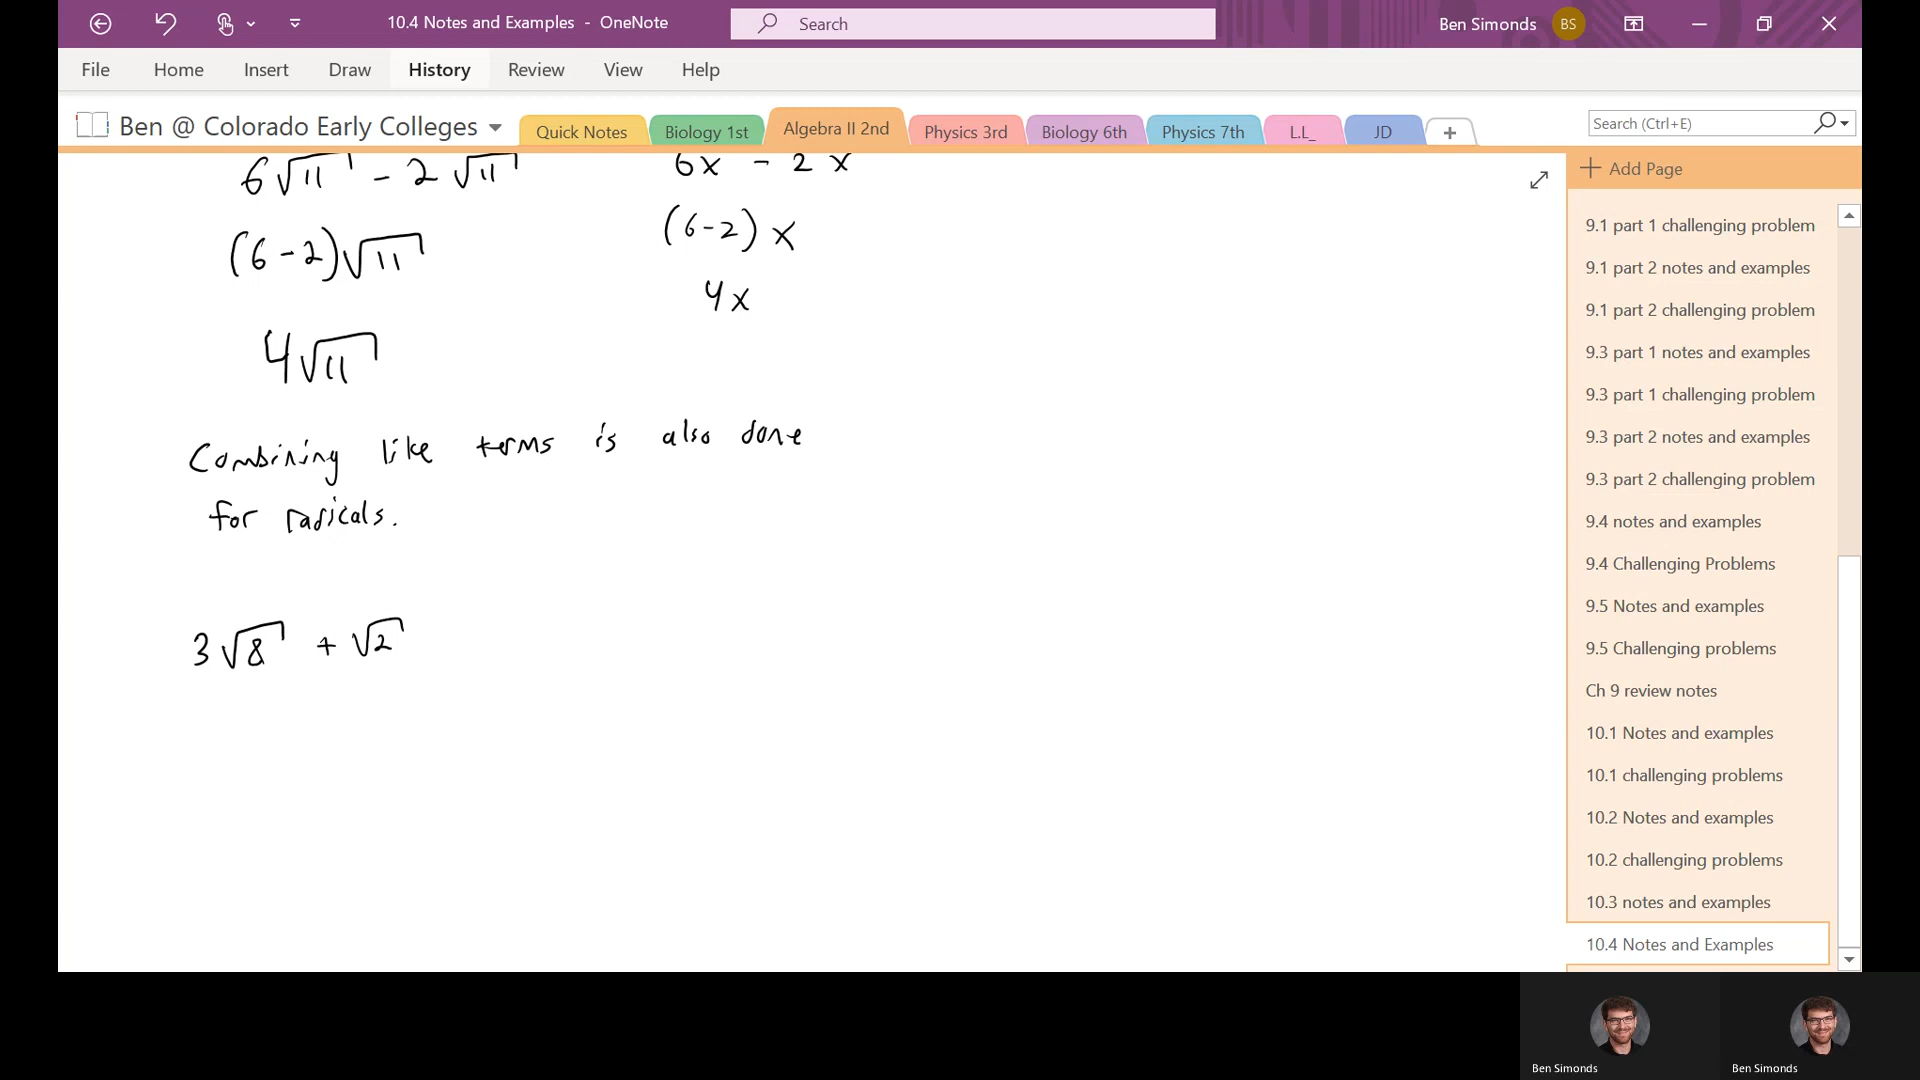 10.4 Notes and Examples - OneNote
Search
Ben Simonds BS
File Home Insert Draw History Review View Help
Ben @ Colorado Early Colleges
Quick Notes Biology 1st Algebra II 2nd Physics 3rd Biology 6th Physics 7th L.L_ JD +
Search (Ctrl+E)
6√11 - 2√11
6x - 2x
(6-2)√11
(6-2)x
4x
4√11
Combining like terms is also done
for radicals.
3√8 + √2
Add Page
9.1 part 1 challenging problem
9.1 part 2 notes and examples
9.1 part 2 challenging problem
9.3 part 1 notes and examples
9.3 part 1 challenging problem
9.3 part 2 notes and examples
9.3 part 2 challenging problem
9.4 notes and examples
9.4 Challenging Problems
9.5 Notes and examples
9.5 Challenging problems
Ch 9 review notes
10.1 Notes and examples
10.1 challenging problems
10.2 Notes and examples
10.2 challenging problems
10.3 notes and examples
10.4 Notes and Examples
Ben Simonds
Ben Simonds